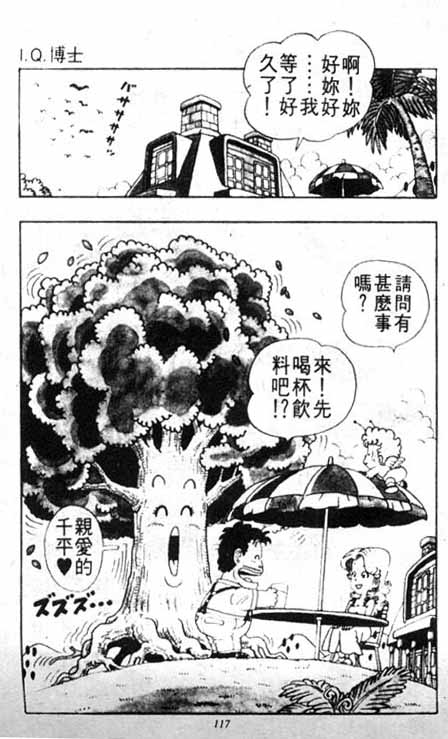 I.Q.博士
啊！妳
好妳好
……我
等了好
久了！
バササササッ
請問有
甚麼事
嗎？
來！先
喝杯飲
料吧!?
親愛的
千平♥
ズズズ…
117